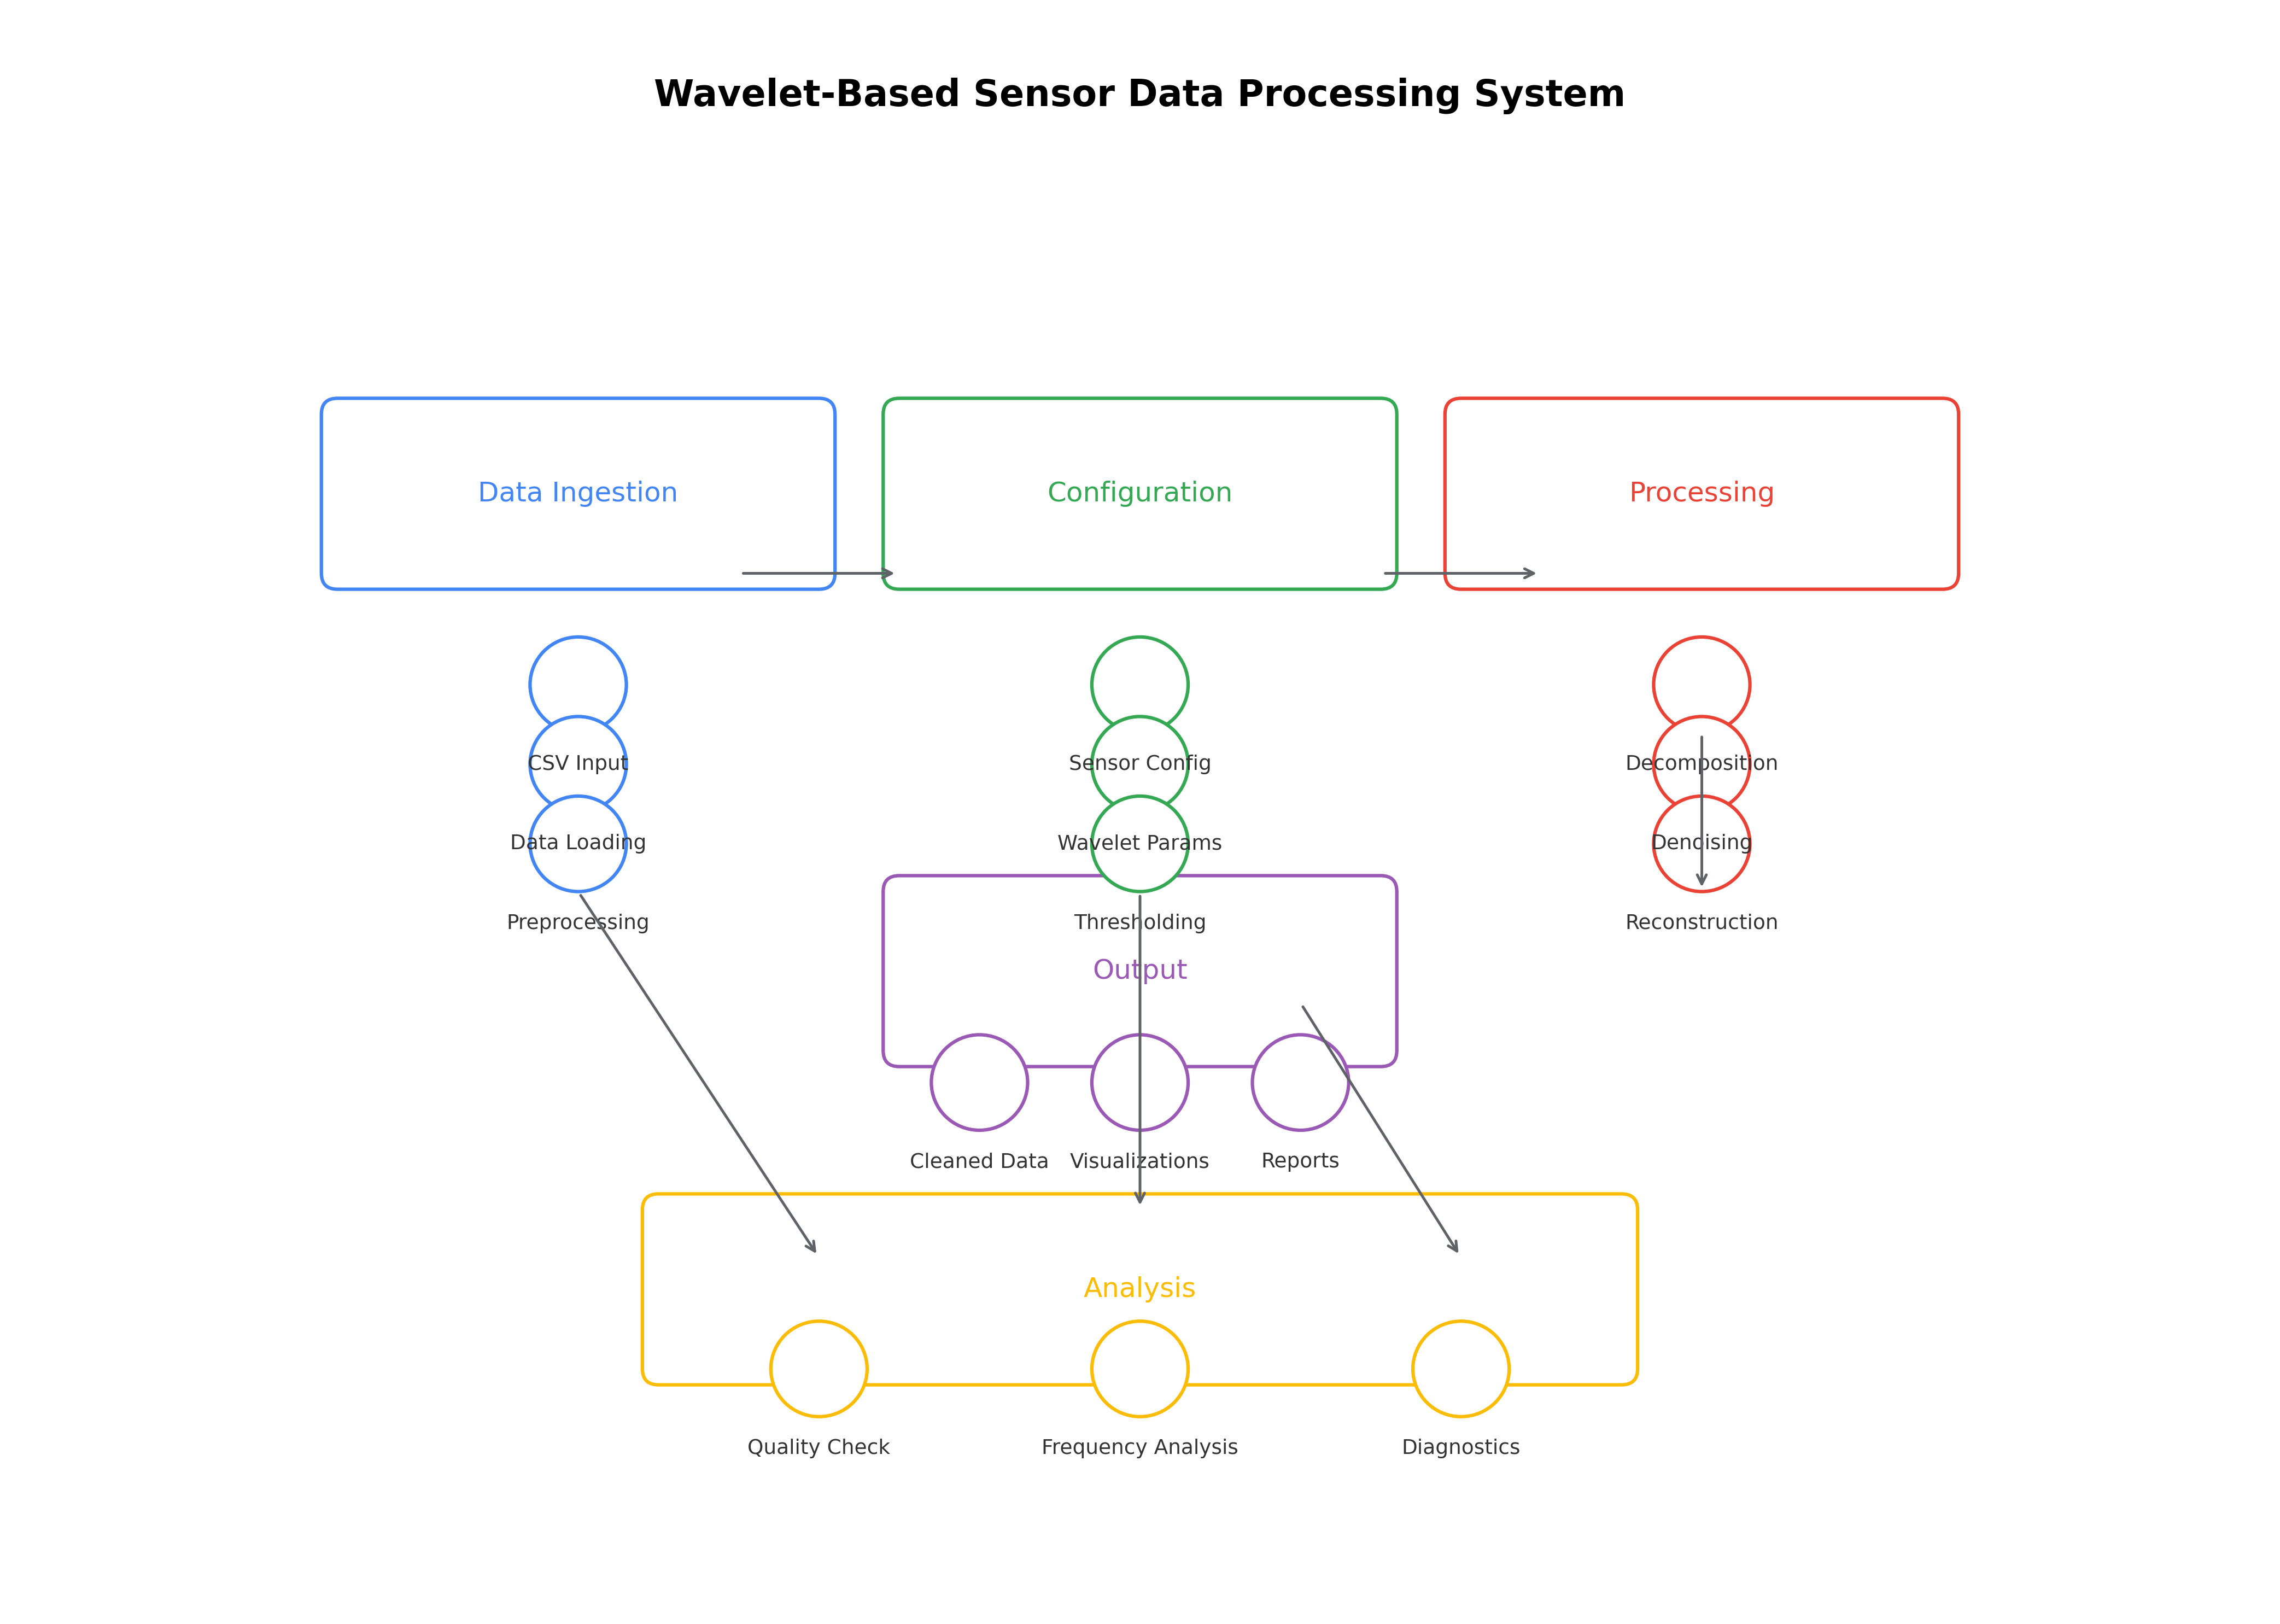 Wavelet-Based Sensor Data Processing System
Data Ingestion
Configuration
Processing
CSV Input
Sensor Config
Decomposition
Data Loading
Wavelet Params
Denoising
Preprocessing
Thresholding
Reconstruction
Output
Cleaned Data
Visualizations
Reports
Analysis
Quality Check
Frequency Analysis
Diagnostics